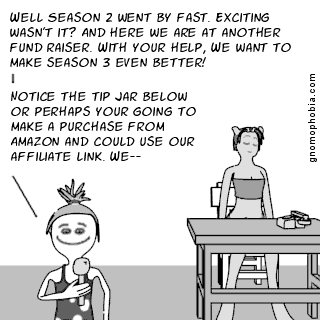 Well Season 2 went by fast. Exciting
wasn't it? And here we are at another
fund raiser. With your help, we want to
make Season 3 even better!
Notice the tip jar below
or perhaps your going to
make a purchase from
amazon and could use our
affiliate link. We--
gnomophobia.com